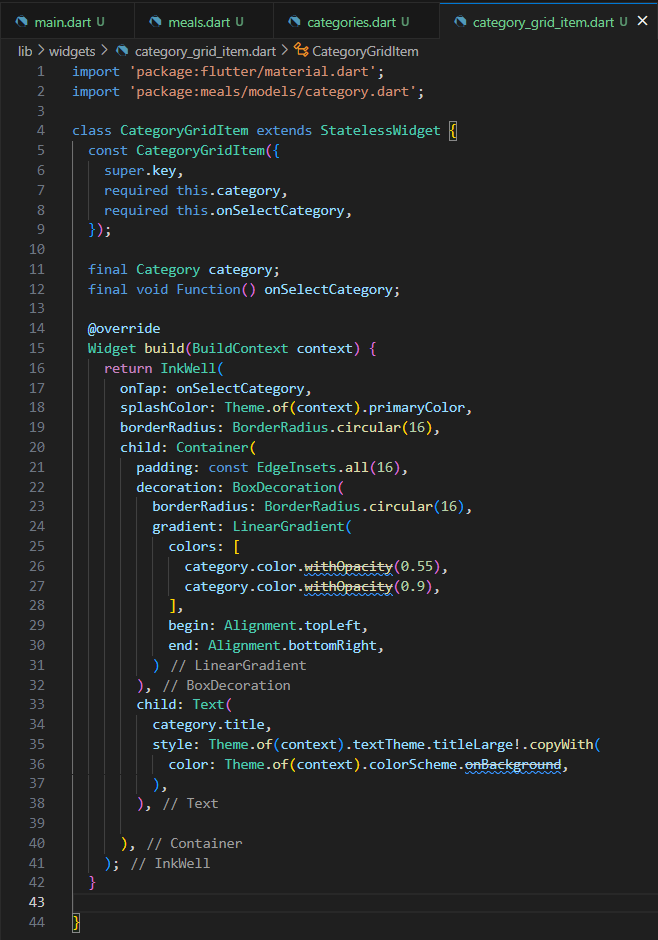 main.dart U meals.dart U categories.dart U category_grid_item.dart U ✕
lib > widgets > category_grid_item.dart > CategoryGridItem
1 import 'package:flutter/material.dart';
2 import 'package:meals/models/category.dart';
3
4 class CategoryGridItem extends StatelessWidget {
5   const CategoryGridItem({
6     super.key,
7     required this.category,
8     required this.onSelectCategory,
9   });
10
11   final Category category;
12   final void Function() onSelectCategory;
13
14   @override
15   Widget build(BuildContext context) {
16     return InkWell(
17       onTap: onSelectCategory,
18       splashColor: Theme.of(context).primaryColor,
19       borderRadius: BorderRadius.circular(16),
20       child: Container(
21         padding: const EdgeInsets.all(16),
22         decoration: BoxDecoration(
23           borderRadius: BorderRadius.circular(16),
24           gradient: LinearGradient(
25             colors: [
26               category.color.withOpacity(0.55),
27               category.color.withOpacity(0.9),
28             ],
29             begin: Alignment.topLeft,
30             end: Alignment.bottomRight,
31           ) // LinearGradient
32         ), // BoxDecoration
33         child: Text(
34           category.title,
35           style: Theme.of(context).textTheme.titleLarge!.copyWith(
36             color: Theme.of(context).colorScheme.onBackground,
37           ),
38         ), // Text
39
40       ), // Container
41     ); // InkWell
42   }
43
44 }